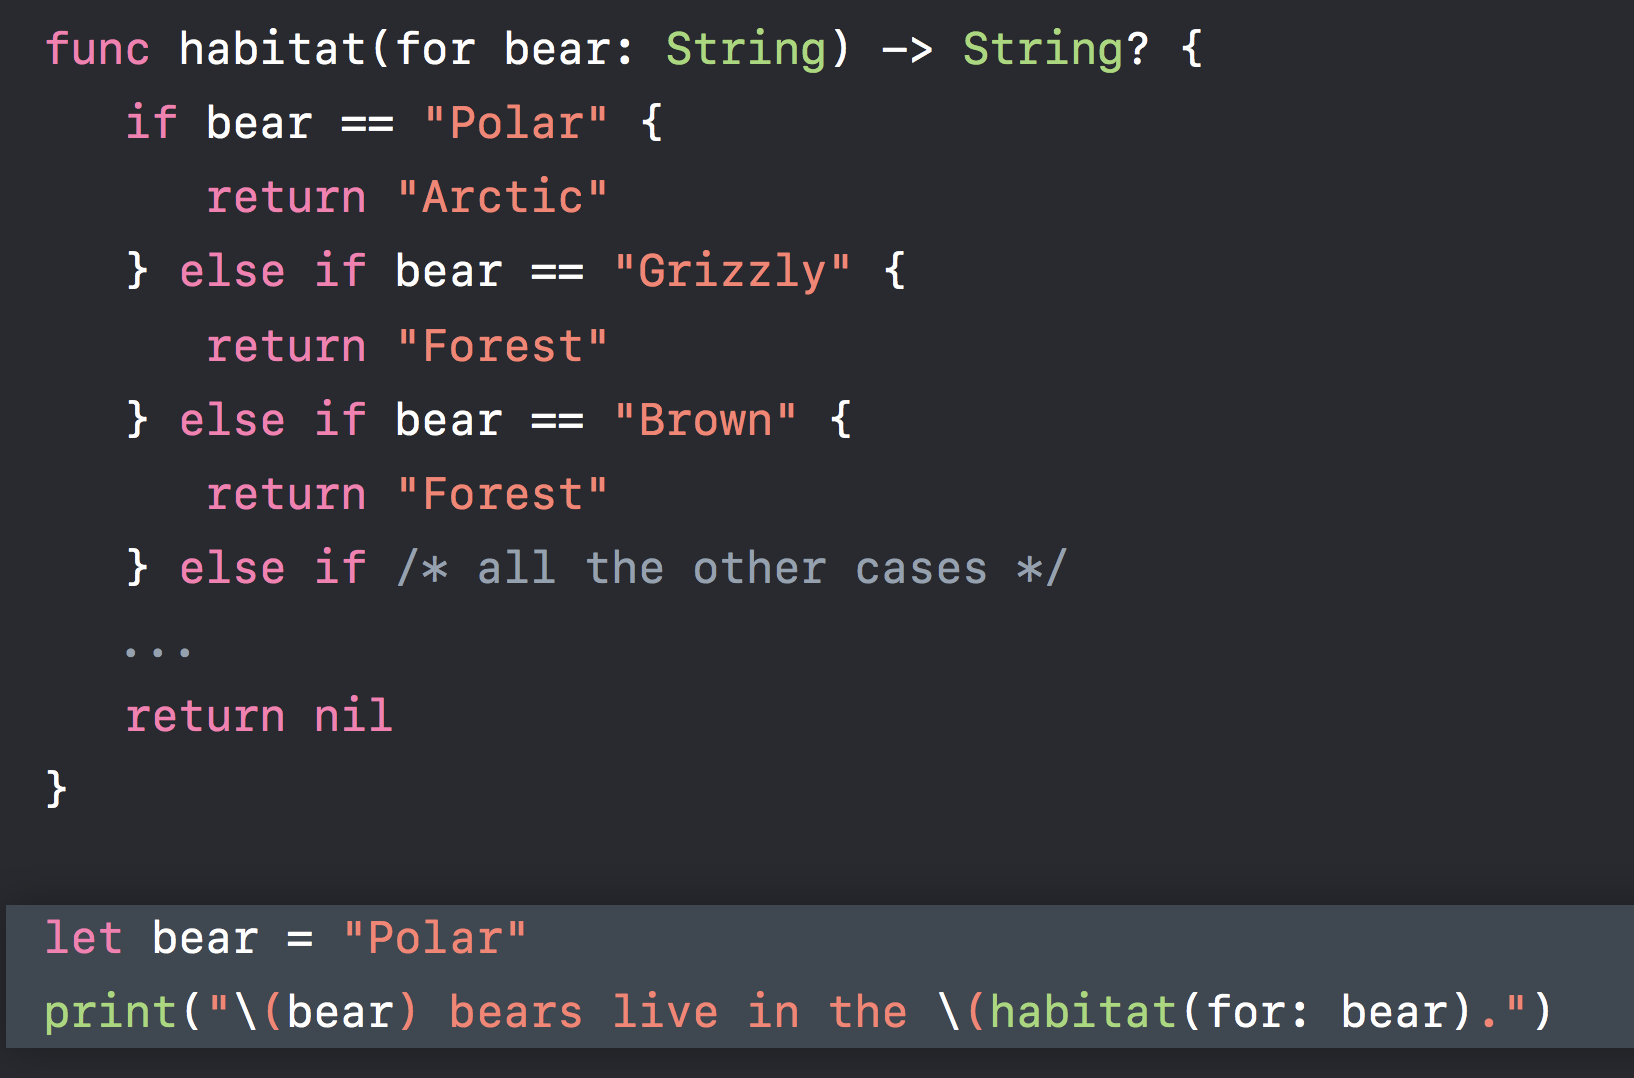 func habitat(for bear: String) -> String? {
if bear == "Polar" {
return "Arctic"
} else if bear == "Grizzly" {
return "Forest"
} else if bear == "Brown" {
return "Forest"
} else if /* all the other cases */
...
return nil
}
let bear = "Polar"
print("\(bear) bears live in the \(habitat(for: bear).")